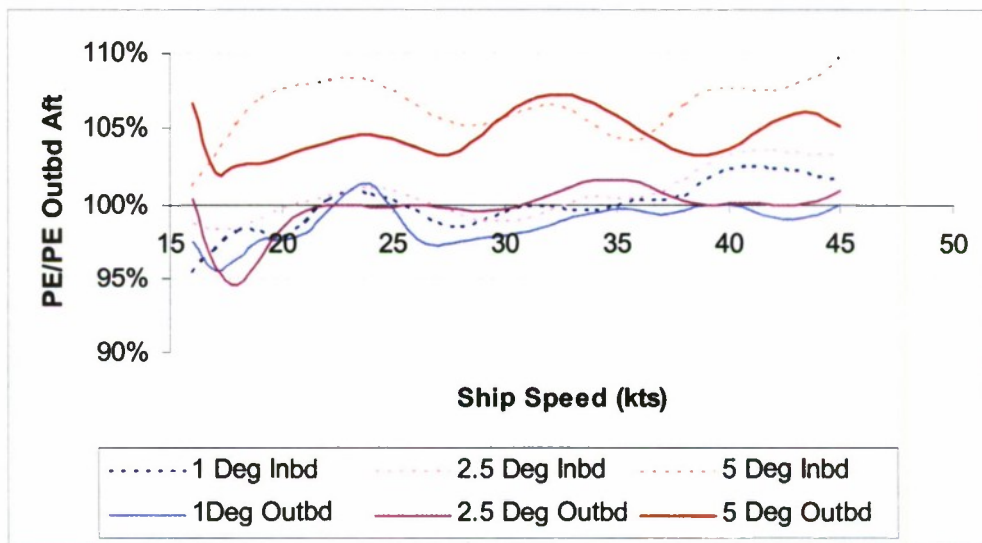 PE/PE Outbd Aft
110%
105%
100%
95%
90%
15 20 25 30 35 40 45 50
Ship Speed (kts)
1 Deg Inbd 2.5 Deg Inbd 5 Deg Inbd
1Deg Outbd 2.5 Deg Outbd 5 Deg Outbd